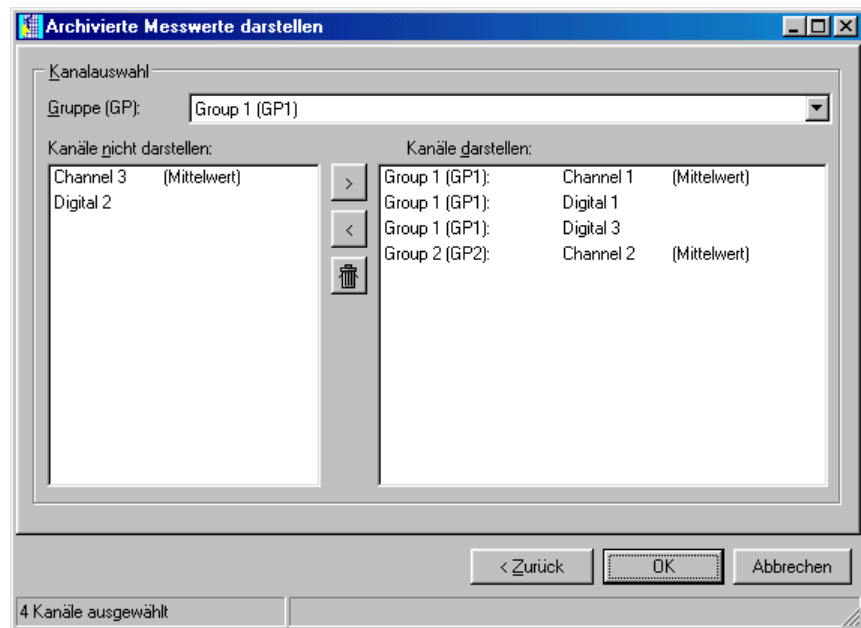 Archivierte Messwerte darstellen
Kanalauswahl
Gruppe (GP): Group 1 (GP1)
Kanäle nicht darstellen:
Channel 3 (Mittelwert)
Digital 2
>
<
Kanäle darstellen:
Group 1 (GP1): Channel 1 (Mittelwert)
Group 1 (GP1): Digital 1
Group 1 (GP1): Digital 3
Group 2 (GP2): Channel 2 (Mittelwert)
< Zurück OK Abbrechen
4 Kanäle ausgewählt